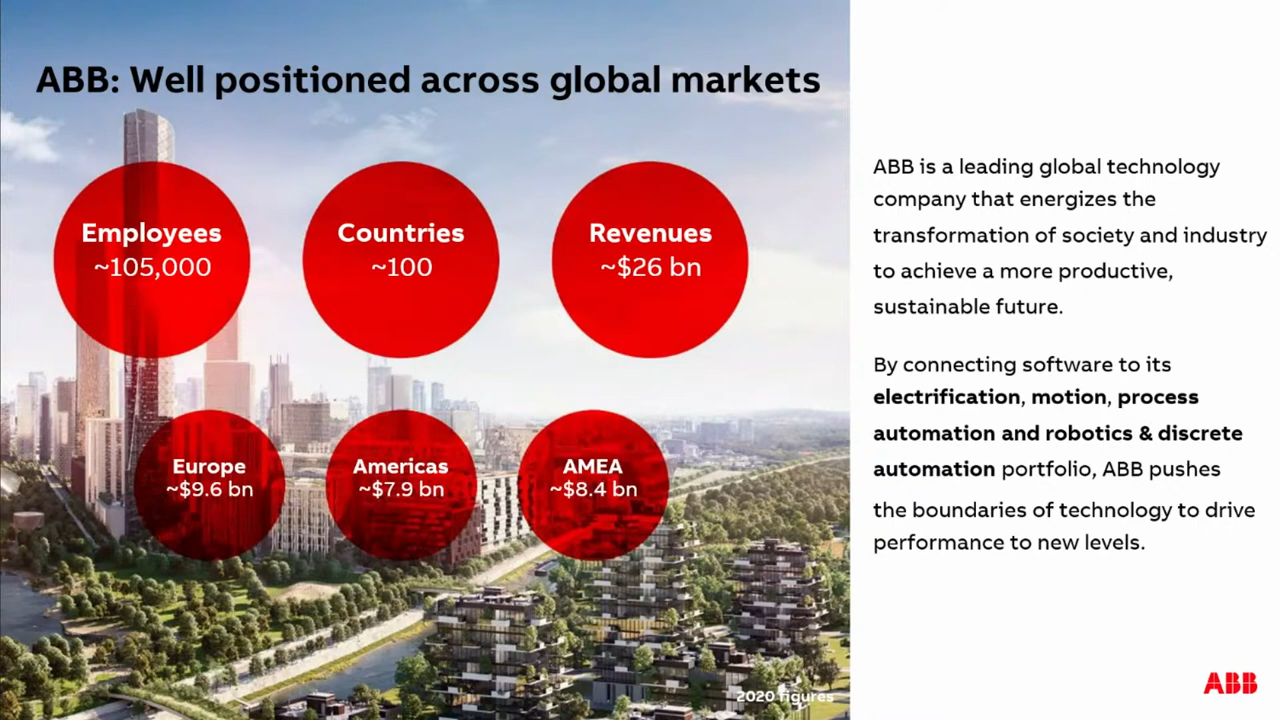 ABB: Well positioned across global markets
Employees
~105,000
Countries
~100
Revenues
~$26 bn
Europe
~$9.6 bn
Americas
~$7.9 bn
AMEA
~$8.4 bn
2020 figures
ABB is a leading global technology
company that energizes the
transformation of society and industry
to achieve a more productive,
sustainable future.
By connecting software to its
electrification, motion, process
automation and robotics & discrete
automation portfolio, ABB pushes
the boundaries of technology to drive
performance to new levels.
ABB